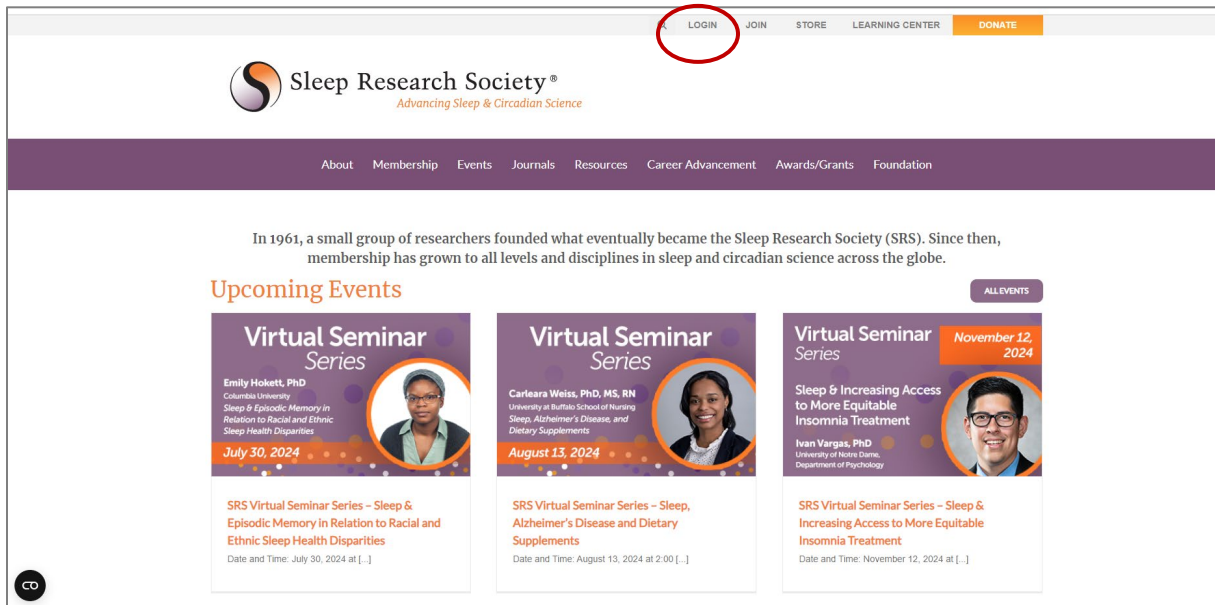 LOGIN JOIN STORE LEARNING CENTER DONATE
Sleep Research Society®
Advancing Sleep & Circadian Science
About Membership Events Journals Resources Career Advancement Awards/Grants Foundation
In 1961, a small group of researchers founded what eventually became the Sleep Research Society (SRS). Since then,
membership has grown to all levels and disciplines in sleep and circadian science across the globe.
Upcoming Events
ALL EVENTS
Virtual Seminar
Series
Emily Hokett, PhD
Columbia University
Sleep & Episodic Memory in
Relation to Racial and Ethnic
Sleep Health Disparities
July 30, 2024
Virtual Seminar
Series
Carleara Weiss, PhD, MS, RN
University at Buffalo School of Nursing
Sleep, Alzheimer's Disease, and
Dietary Supplements
August 13, 2024
Virtual Seminar
Series
November 12,
2024
Sleep & Increasing Access
to More Equitable
Insomnia Treatment
Ivan Vargas, PhD
University of Notre Dame,
Department of Psychology
SRS Virtual Seminar Series – Sleep &
Episodic Memory in Relation to Racial and
Ethnic Sleep Health Disparities
Date and Time: July 30, 2024 at [...]
SRS Virtual Seminar Series – Sleep,
Alzheimer's Disease and Dietary
Supplements
Date and Time: August 13, 2024 at 2:00 [...]
SRS Virtual Seminar Series – Sleep &
Increasing Access to More Equitable
Insomnia Treatment
Date and Time: November 12, 2024 at [...]